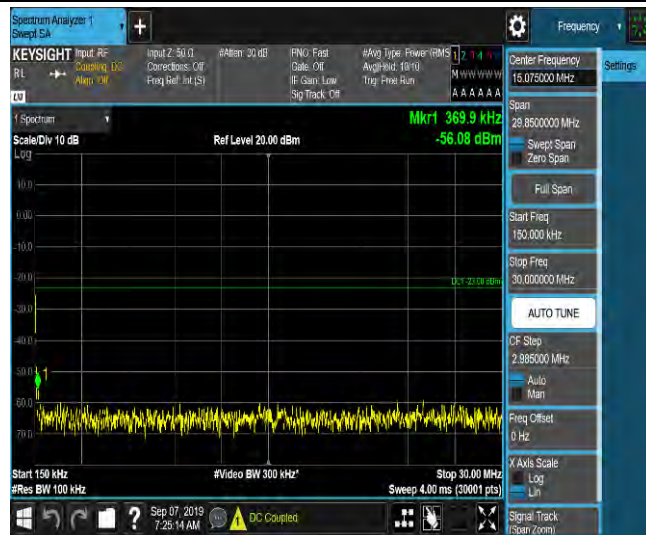 Spectrum Analyzer 1
Swept SA
+
Frequency
KEYSIGHT
RL
Input: RF
Coupling: DC
Align: Off
Input Z: 50 Ω
Corrections: Off
Freq Ref: Int (S)
#Atten: 30 dB
PNO: Fast
Gate: Off
IF Gain: Low
Sig Track: Off
#Avg Type: Power (RMS
Avg|Hold: 10/10
Trig: Free Run
M W W W W W
A A A A A A
LXI
1 Spectrum
Scale/Div 10 dB
Log
Ref Level 20.00 dBm
Mkr1 369.9 kHz
-56.08 dBm
10.0
0.00
-10.0
-20.0
DL1 -23.00 dBm
-30.0
-40.0
-50.0
1
-60.0
-70.0
Start 150 kHz
#Video BW 300 kHz*
Stop 30.00 MHz
#Res BW 100 kHz
Sweep 4.00 ms (30001 pts)
Center Frequency
15.075000 MHz
Settings
Span
29.8500000 MHz
Swept Span
Zero Span
Full Span
Start Freq
150.000 kHz
Stop Freq
30.000000 MHz
AUTO TUNE
CF Step
2.985000 MHz
Auto
Man
Freq Offset
0 Hz
X Axis Scale
Log
Lin
Signal Track
(Span Zoom)
?
Sep 07, 2019
7:25:14 AM
DC Coupled